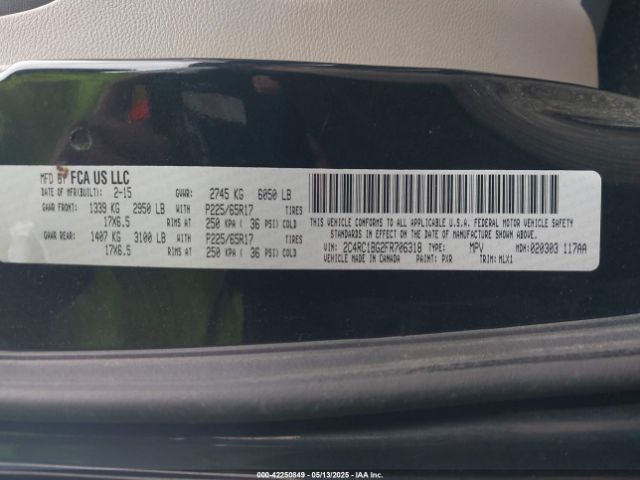 MFD BY FCA US LLC
DATE OF MFR(BUILT): 2-15 GVWR: 2745 KG 6050 LB
GAWR FRONT: 1339 KG 2950 LB WITH P225/65R17 TIRES
17X6.5 RIMS AT 250 KPA ( 36 PSI) COLD
GAWR REAR: 1407 KG 3100 LB WITH P225/65R17 TIRES
17X6.5 RIMS AT 250 KPA ( 36 PSI) COLD
THIS VEHICLE CONFORMS TO ALL APPLICABLE U.S.A. FEDERAL MOTOR VEHICLE SAFETY
STANDARDS IN EFFECT ON THE DATE OF MANUFACTURE SHOWN ABOVE.
VIN: 2C4RC1BG2FR706318 TYPE: MPV MDH: 020303 117AA
VEHICLE MADE IN CANADA PAINT: PXR TRIM: MLX1
000-42250849 - 05/13/2025 - © IAA Holdings, LLC